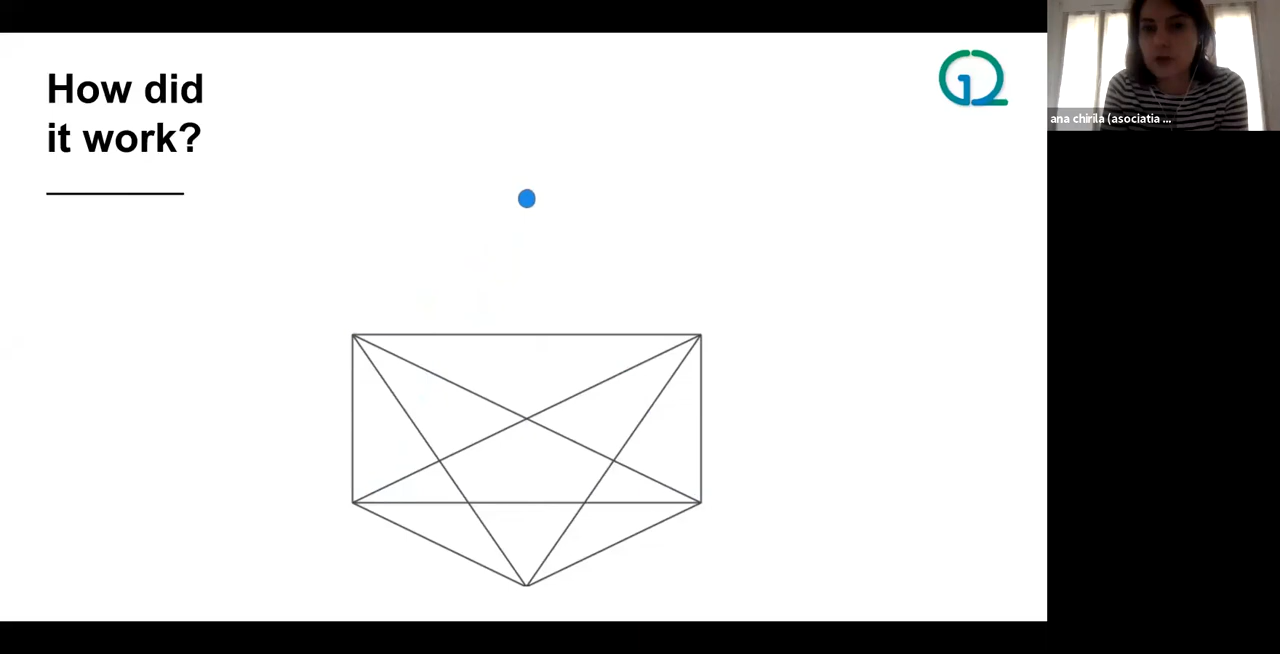 How did
it work?
ana chirila (asociatia ...